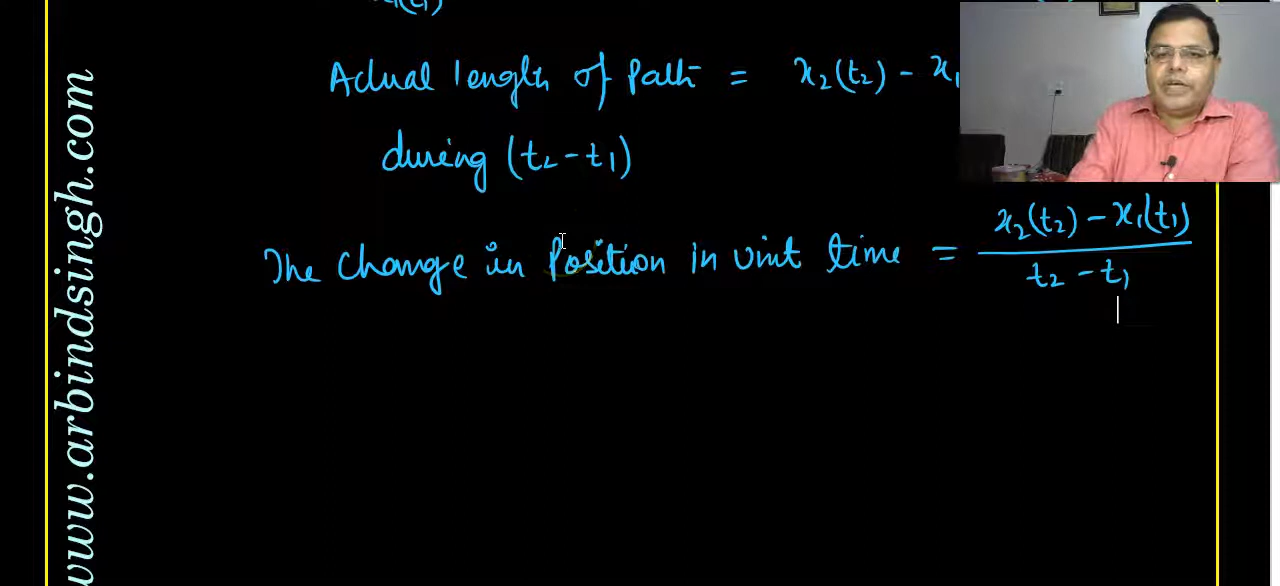 Actual length of Path = x₂(t₂) - x₁
during (t₂ - t₁)
The Change in Position in unit time = x₂(t₂) - x₁(t₁) / t₂ - t₁
www.arbindsingh.com